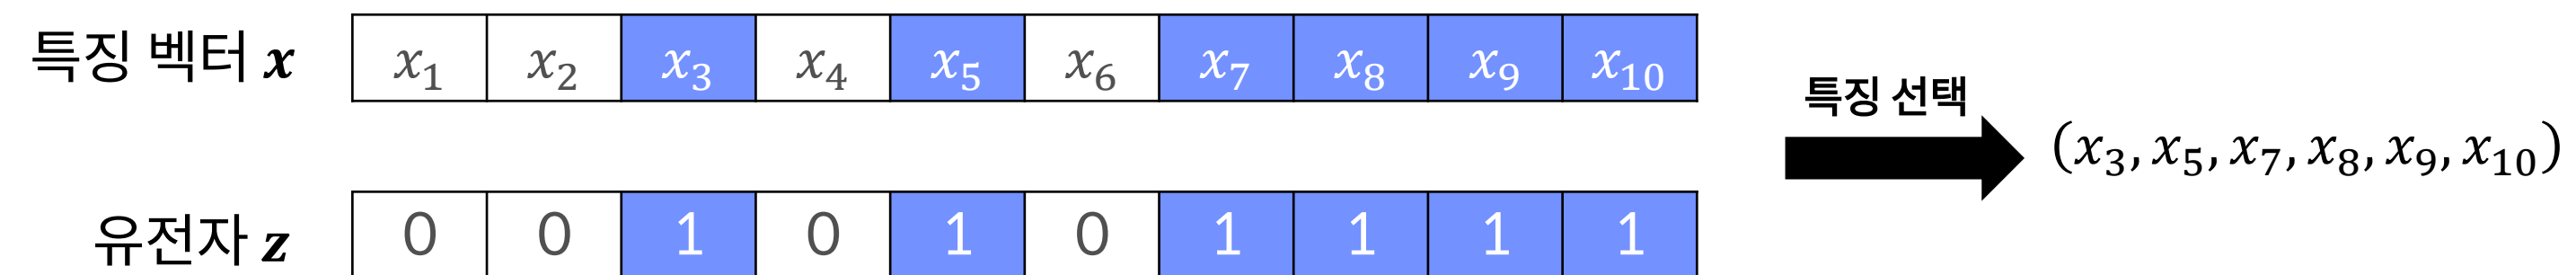 특징 벡터 x x₁ x₂ x₃ x₄ x₅ x₆ x₇ x₈ x₉ x₁₀
특징 선택
(x₃, x₅, x₇, x₈, x₉, x₁₀)
유전자 z 0 0 1 0 1 0 1 1 1 1